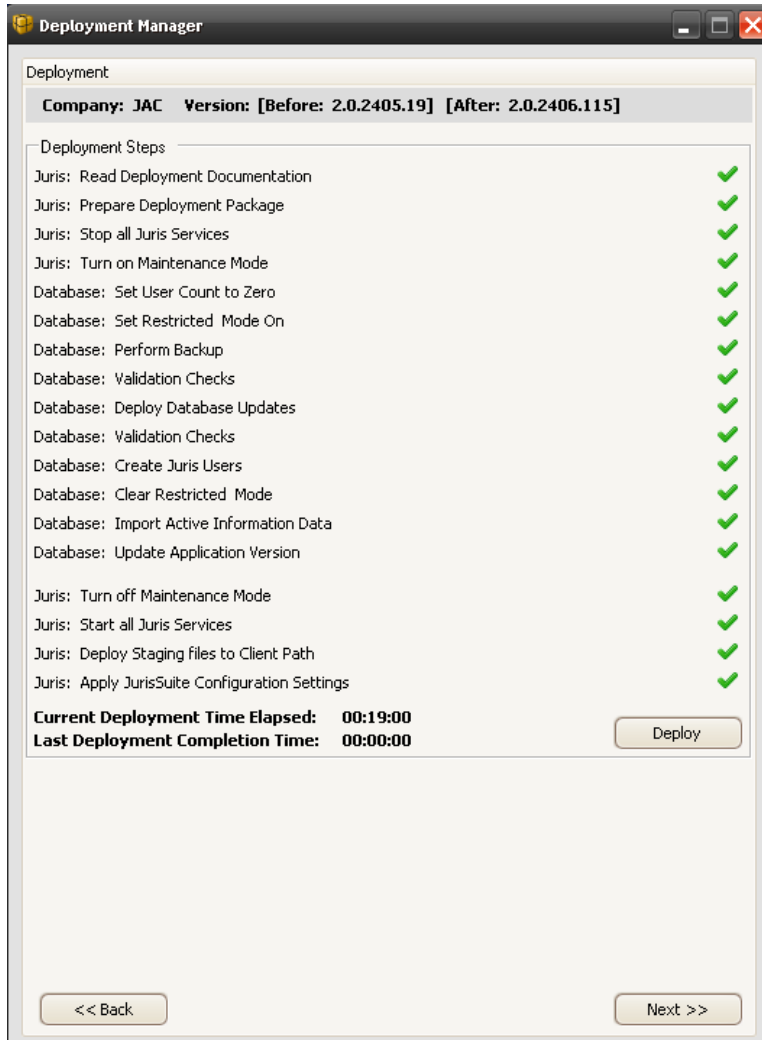 Deployment Manager
Deployment
Company: JAC Version: [Before: 2.0.2405.19] [After: 2.0.2406.115]
Deployment Steps
Juris: Read Deployment Documentation
Juris: Prepare Deployment Package
Juris: Stop all Juris Services
Juris: Turn on Maintenance Mode
Database: Set User Count to Zero
Database: Set Restricted Mode On
Database: Perform Backup
Database: Validation Checks
Database: Deploy Database Updates
Database: Validation Checks
Database: Create Juris Users
Database: Clear Restricted Mode
Database: Import Active Information Data
Database: Update Application Version
Juris: Turn off Maintenance Mode
Juris: Start all Juris Services
Juris: Deploy Staging files to Client Path
Juris: Apply JurisSuite Configuration Settings
Current Deployment Time Elapsed: 00:19:00
Last Deployment Completion Time: 00:00:00
Deploy
<< Back
Next >>